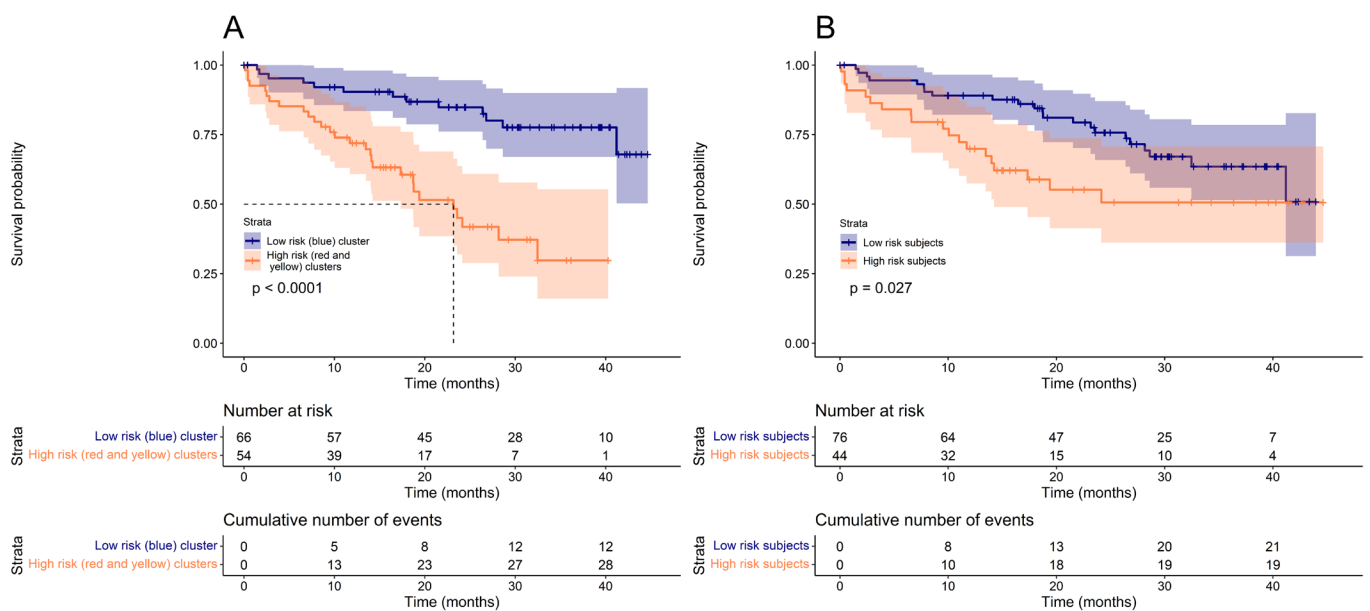 A
Survival probability
1.00
0.75
0.50
0.25
0.00
Strata
Low risk (blue) cluster
High risk (red and
yellow) clusters
p < 0.0001
0 10 20 30 40
Time (months)
Number at risk
Strata
Low risk (blue) cluster 66 57 45 28 10
High risk (red and yellow) clusters 54 39 17 7 1
0 10 20 30 40
Time (months)
Cumulative number of events
Strata
Low risk (blue) cluster 0 5 8 12 12
High risk (red and yellow) clusters 0 13 23 27 28
0 10 20 30 40
Time (months)
B
Survival probability
1.00
0.75
0.50
0.25
0.00
Strata
Low risk subjects
High risk subjects
p = 0.027
0 10 20 30 40
Time (months)
Number at risk
Strata
Low risk subjects 76 64 47 25 7
High risk subjects 44 32 15 10 4
0 10 20 30 40
Time (months)
Cumulative number of events
Strata
Low risk subjects 0 8 13 20 21
High risk subjects 0 10 18 19 19
0 10 20 30 40
Time (months)